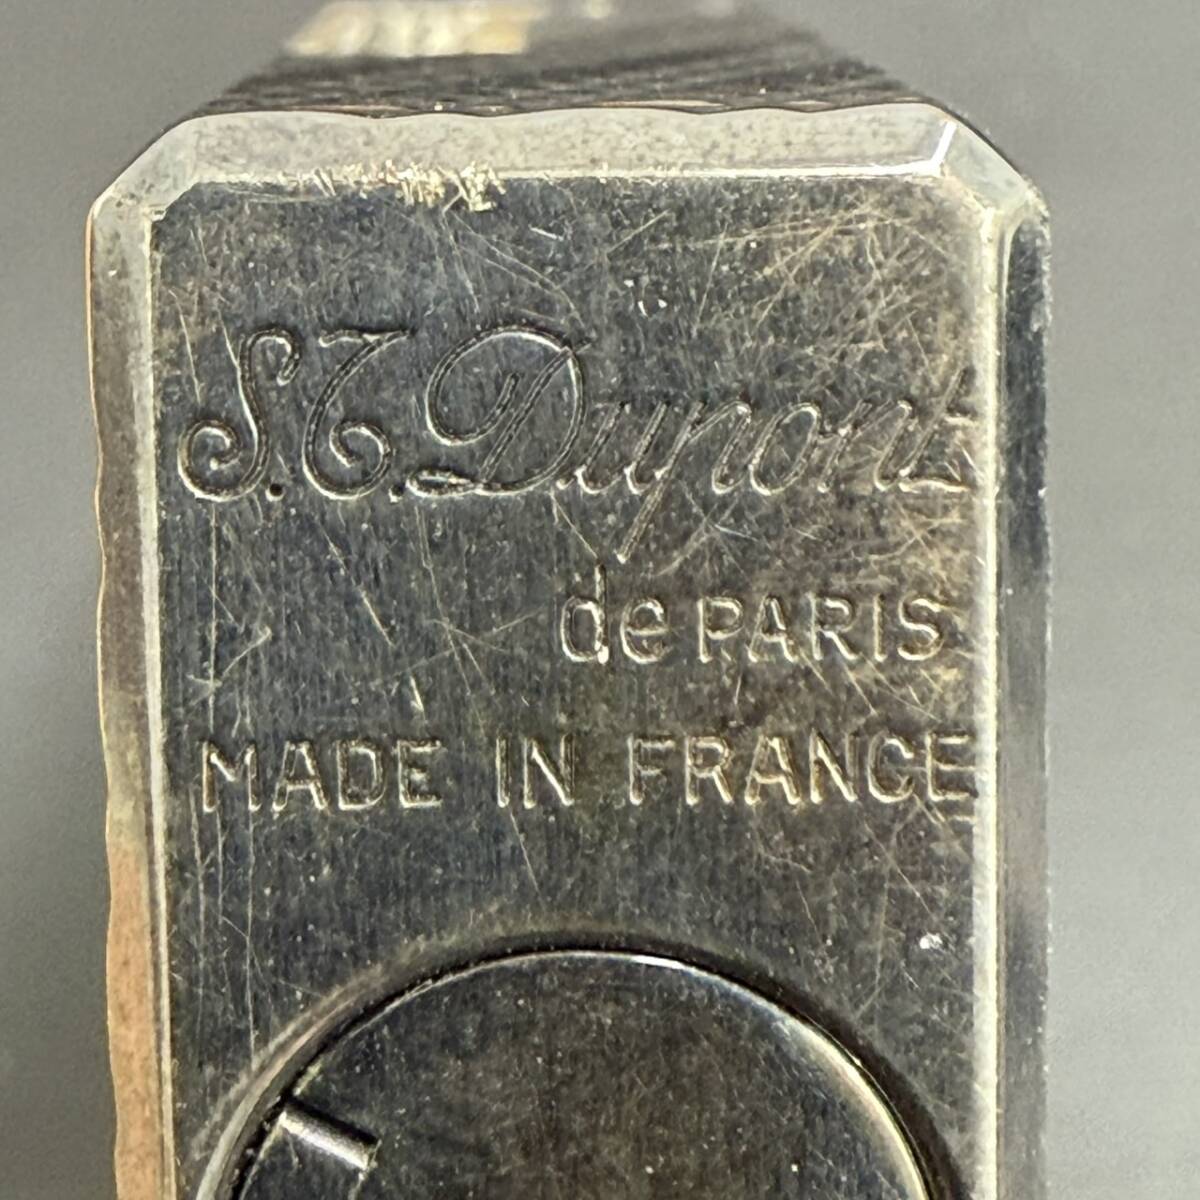 S.T. Dupont
de PARIS
MADE IN FRANCE